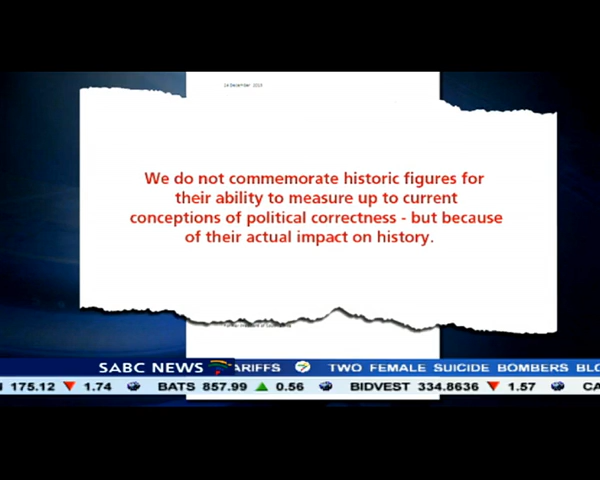 We do not commemorate historic figures for
their ability to measure up to current
conceptions of political correctness - but because
of their actual impact on history.
SABC NEWS ARIFFS TWO FEMALE SUICIDE BOMBERS BLO
175.12 1.74 BATS 857.99 0.56 BIDVEST 334.8636 1.57 CA